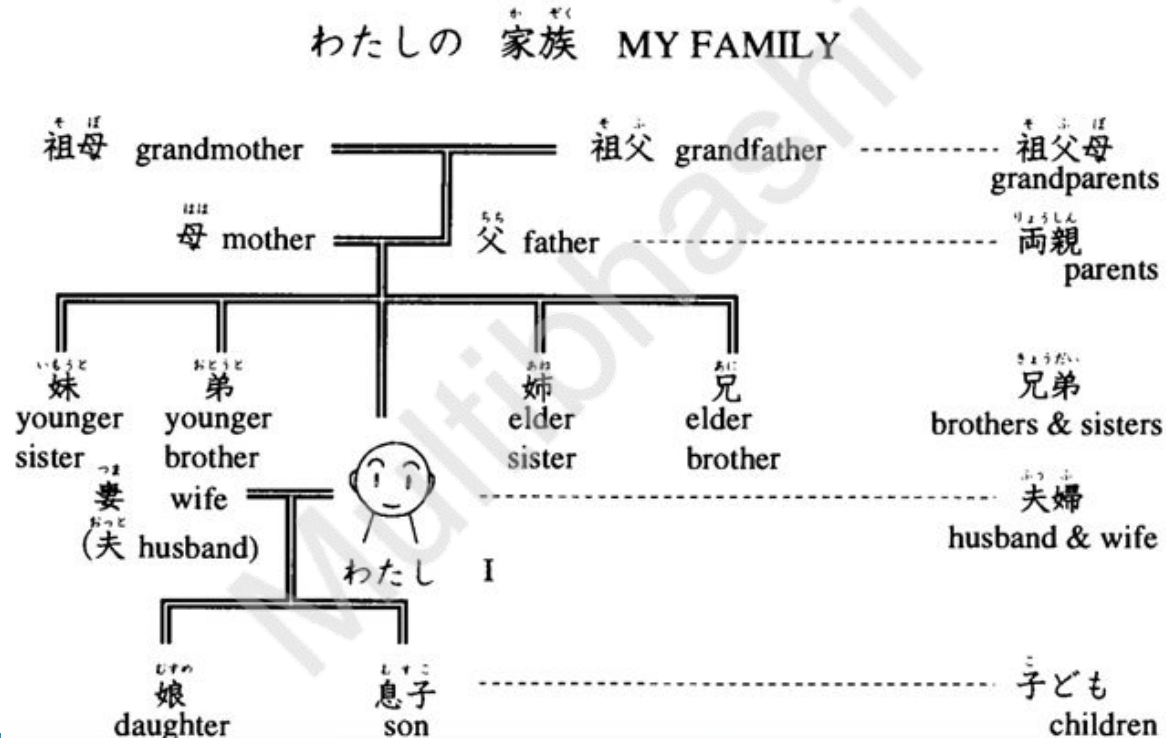 わたしの 家族 MY FAMILY
かぞく
祖母 grandmother
そぼ
祖父 grandfather
そふ
祖父母
そふぼ
grandparents
母 mother
はは
父 father
ちち
両親
りょうしん
parents
いもうと
妹
younger
sister
おとうと
弟
younger
brother
あね
姉
elder
sister
あに
兄
elder
brother
きょうだい
兄弟
brothers & sisters
つま
妻 wife
おっと
(夫 husband)
わたし I
ふうふ
夫婦
husband & wife
むすめ
娘
daughter
むすこ
息子
son
こ
子ども
children
Multibhashi